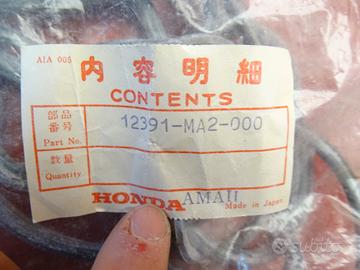 AIA 005
内容明細
CONTENTS
部品番号
Part No.
12391-MA2-000
数量
Quantity
HONDA AMAII
Made in Japan
subito